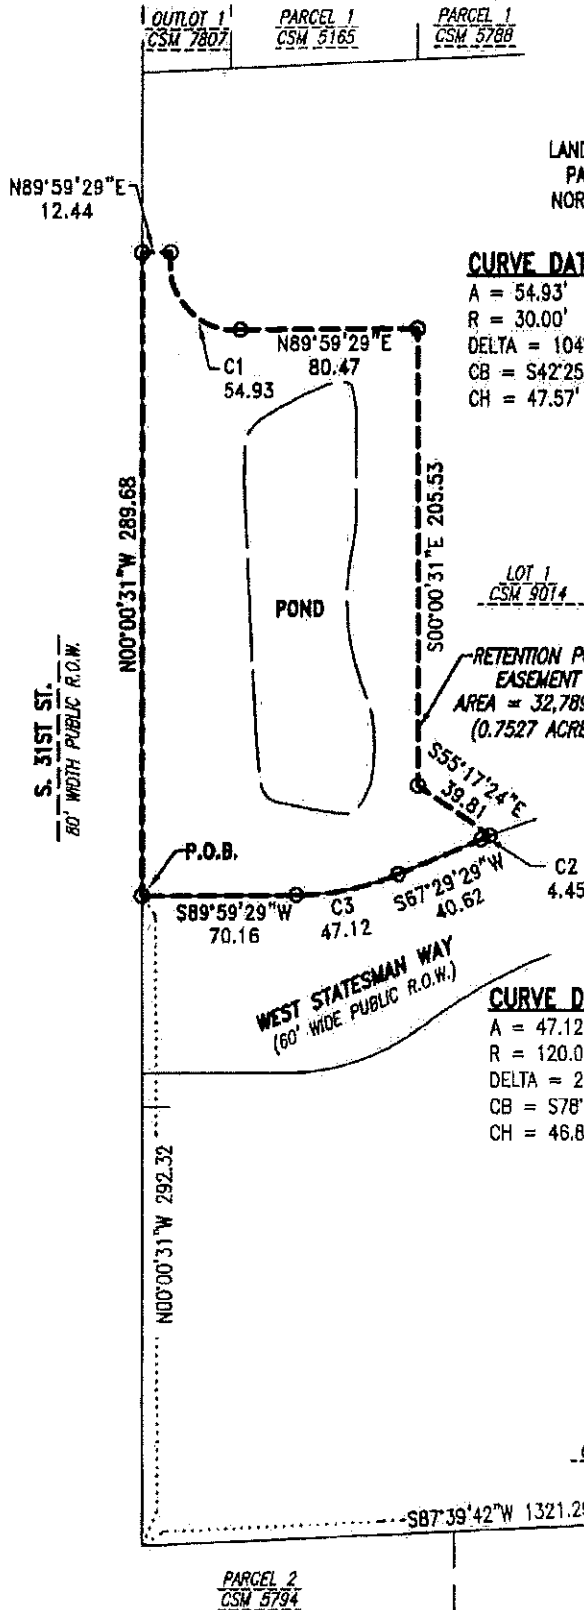 OUTLOT 1
CSM 7807
PARCEL 1
CSM 5165
PARCEL 1
CSM 5788
N89°59'29"E
12.44
CURVE DAT
A = 54.93'
R = 30.00'
DELTA = 104°
CB = S42°25
CH = 47.57'
N89°59'29"E
80.47
C1
54.93
N00°00'31"W 289.68
S00°00'31"E 205.53
POND
LOT 1
CSM 9014
RETENTION
EASEMENT
AREA = 32,789
(0.7527 ACRE
S. 31ST ST.
80' WIDTH PUBLIC R.O.W.
S55°17'24"E
39.81
P.O.B.
C2
4.45
S89°59'29"W
70.16
C3
47.12
S67°29'29"W
40.62
WEST STATESMAN WAY
(60' WIDE PUBLIC R.O.W.)
CURVE D
A = 47.12
R = 120.0
DELTA = 2
CB = S78°
CH = 46.8
N00°00'31"W 292.32
S87°39'42"W 1321.29
PARCEL 2
CSM 5794